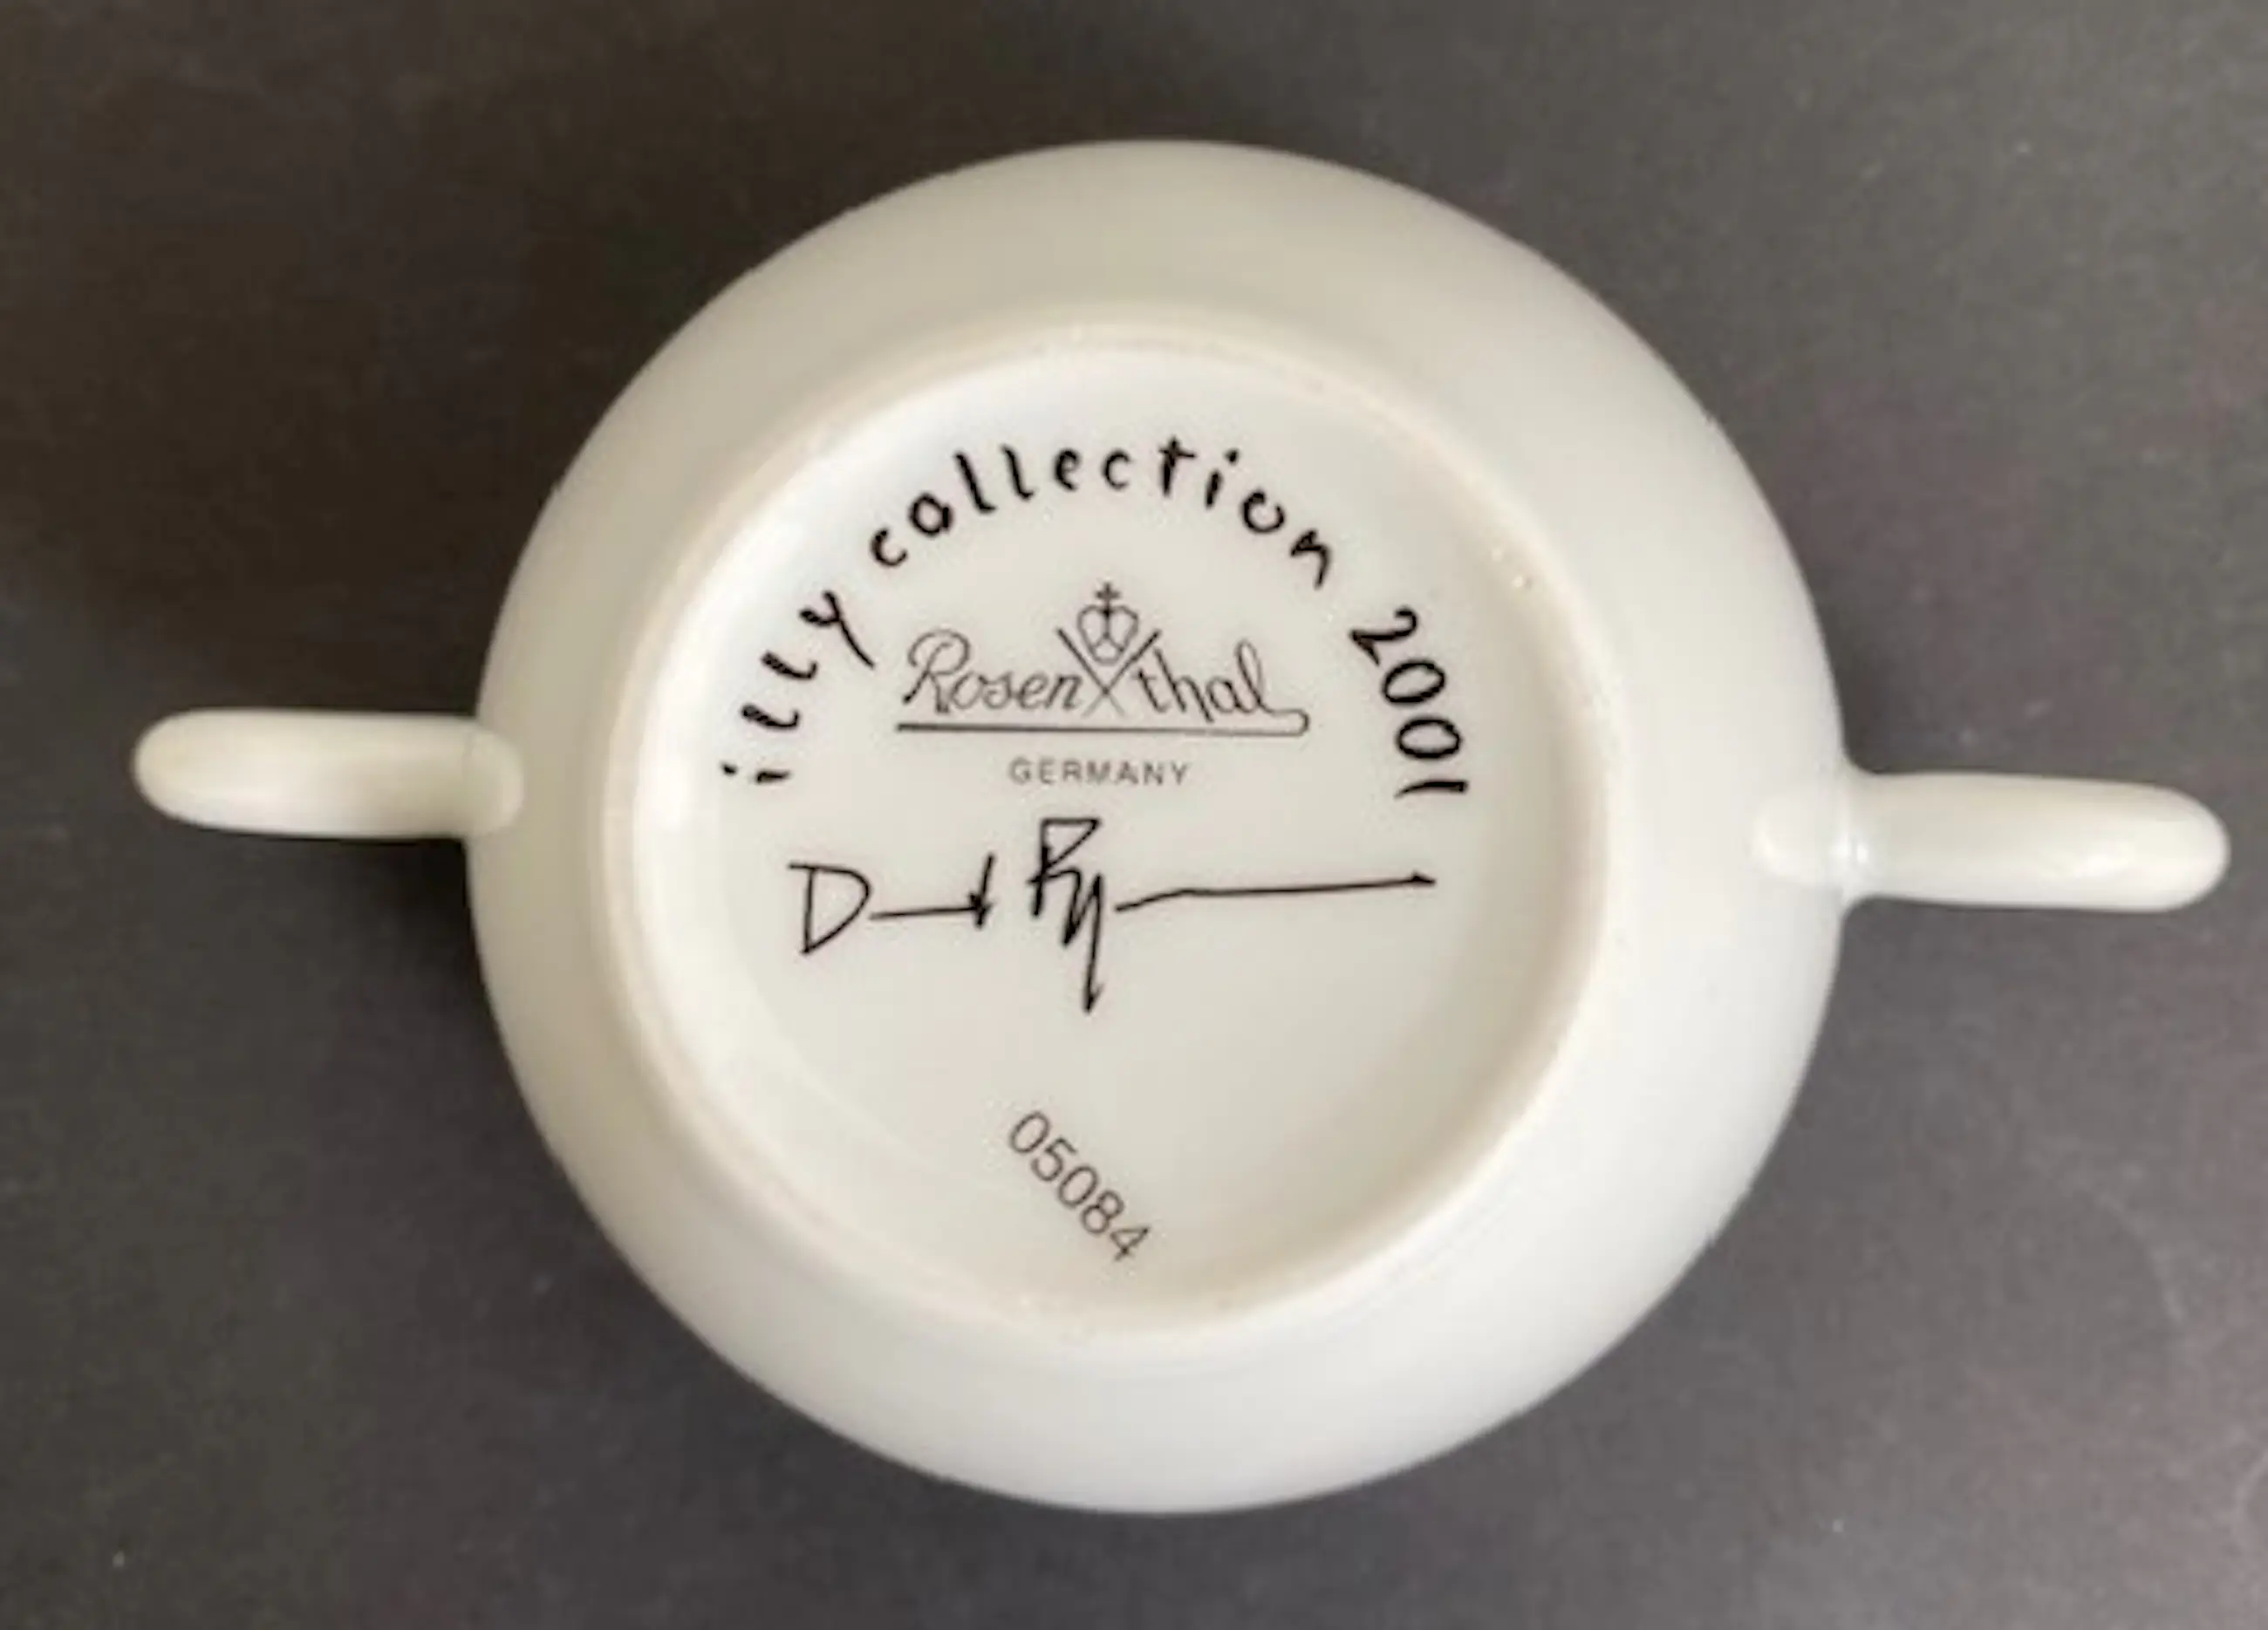 illy collection 2001
Rosenthal
GERMANY
05084